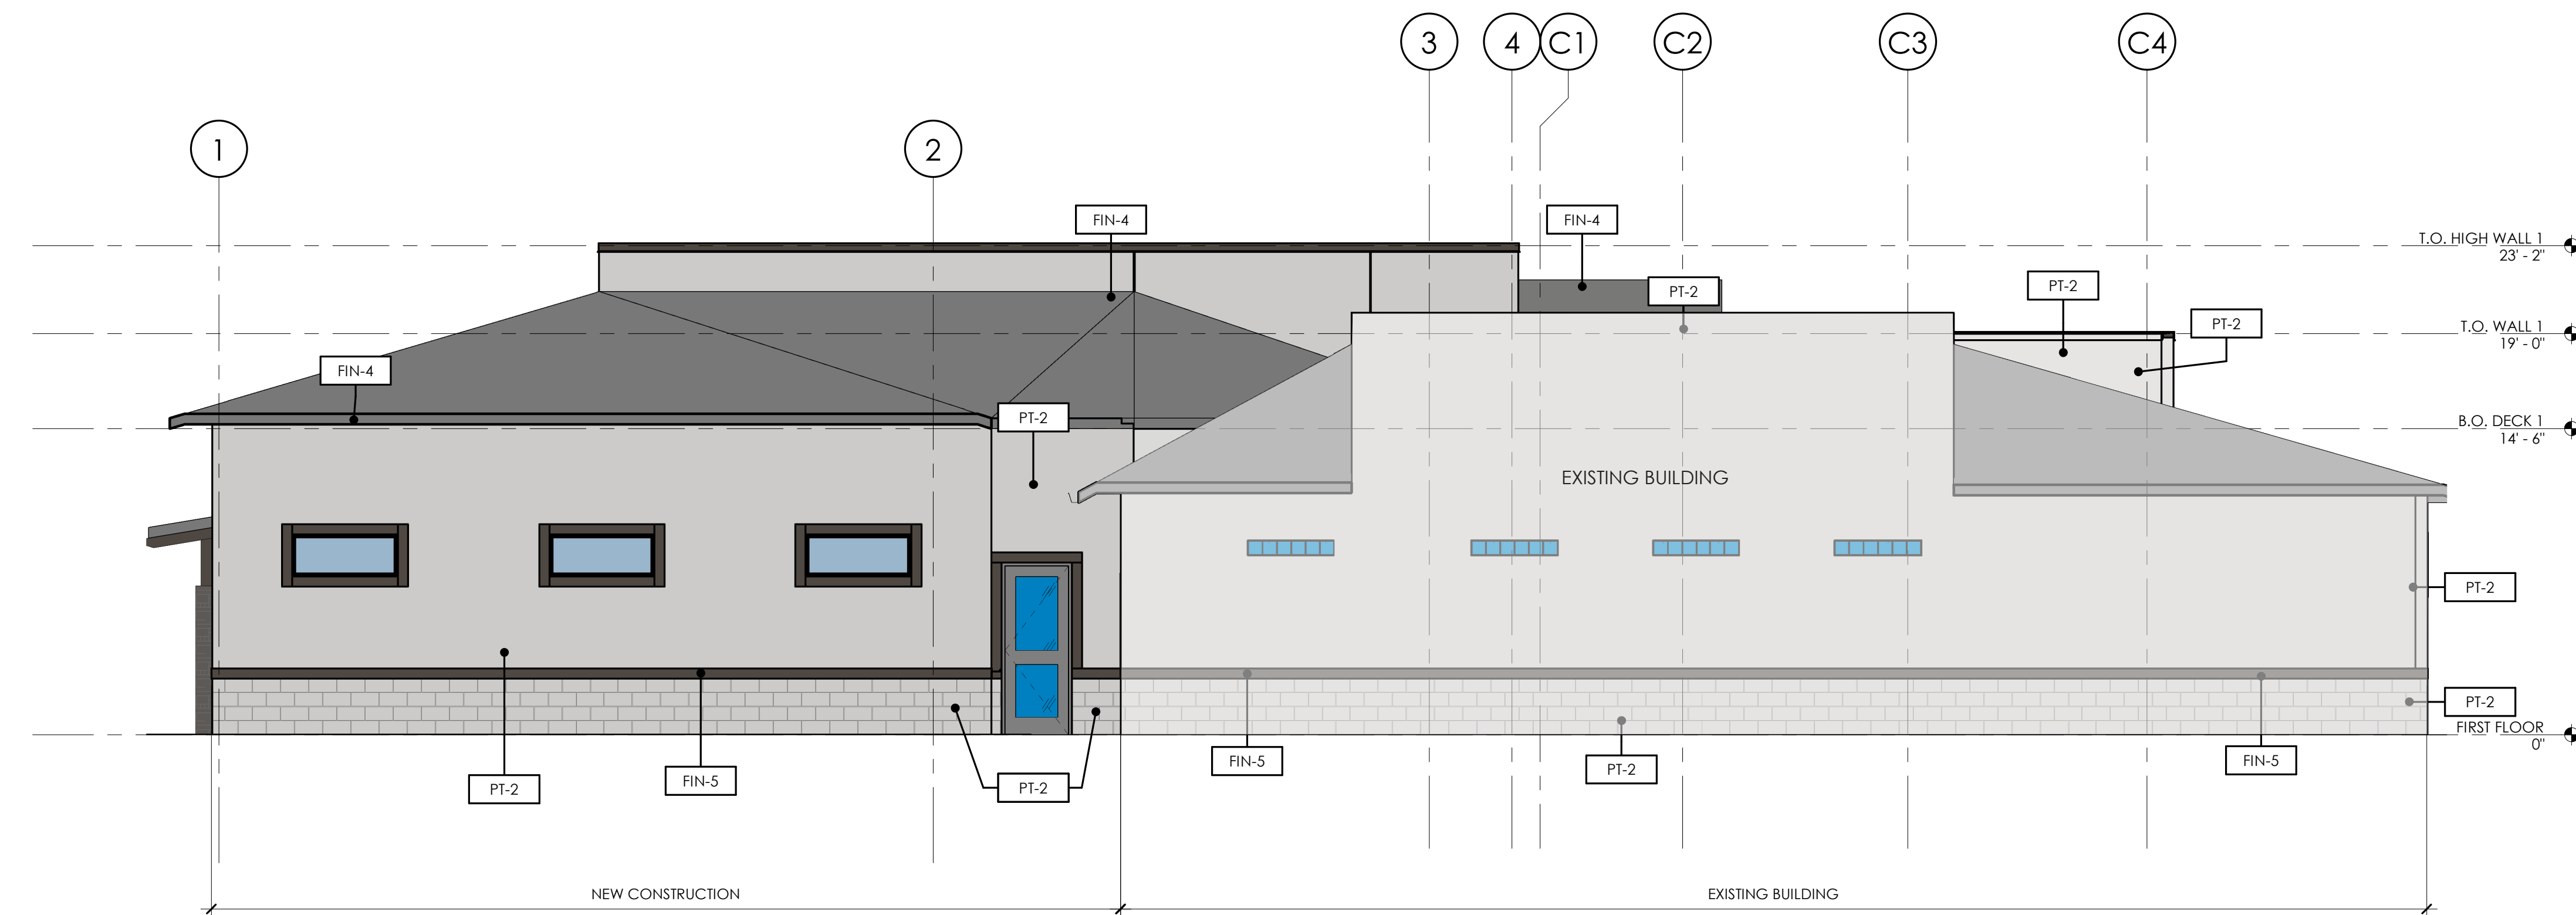 3
4
C1
C2
C3
C4
1
2
FIN-4
FIN-4
T.O. HIGH WALL 1
23' - 2"
PT-2
PT-2
PT-2
T.O. WALL 1
19' - 0"
FIN-4
PT-2
B.O. DECK 1
14' - 6"
EXISTING BUILDING
PT-2
PT-2
FIRST FLOOR
0"
FIN-5
FIN-5
PT-2
FIN-5
PT-2
PT-2
NEW CONSTRUCTION
EXISTING BUILDING